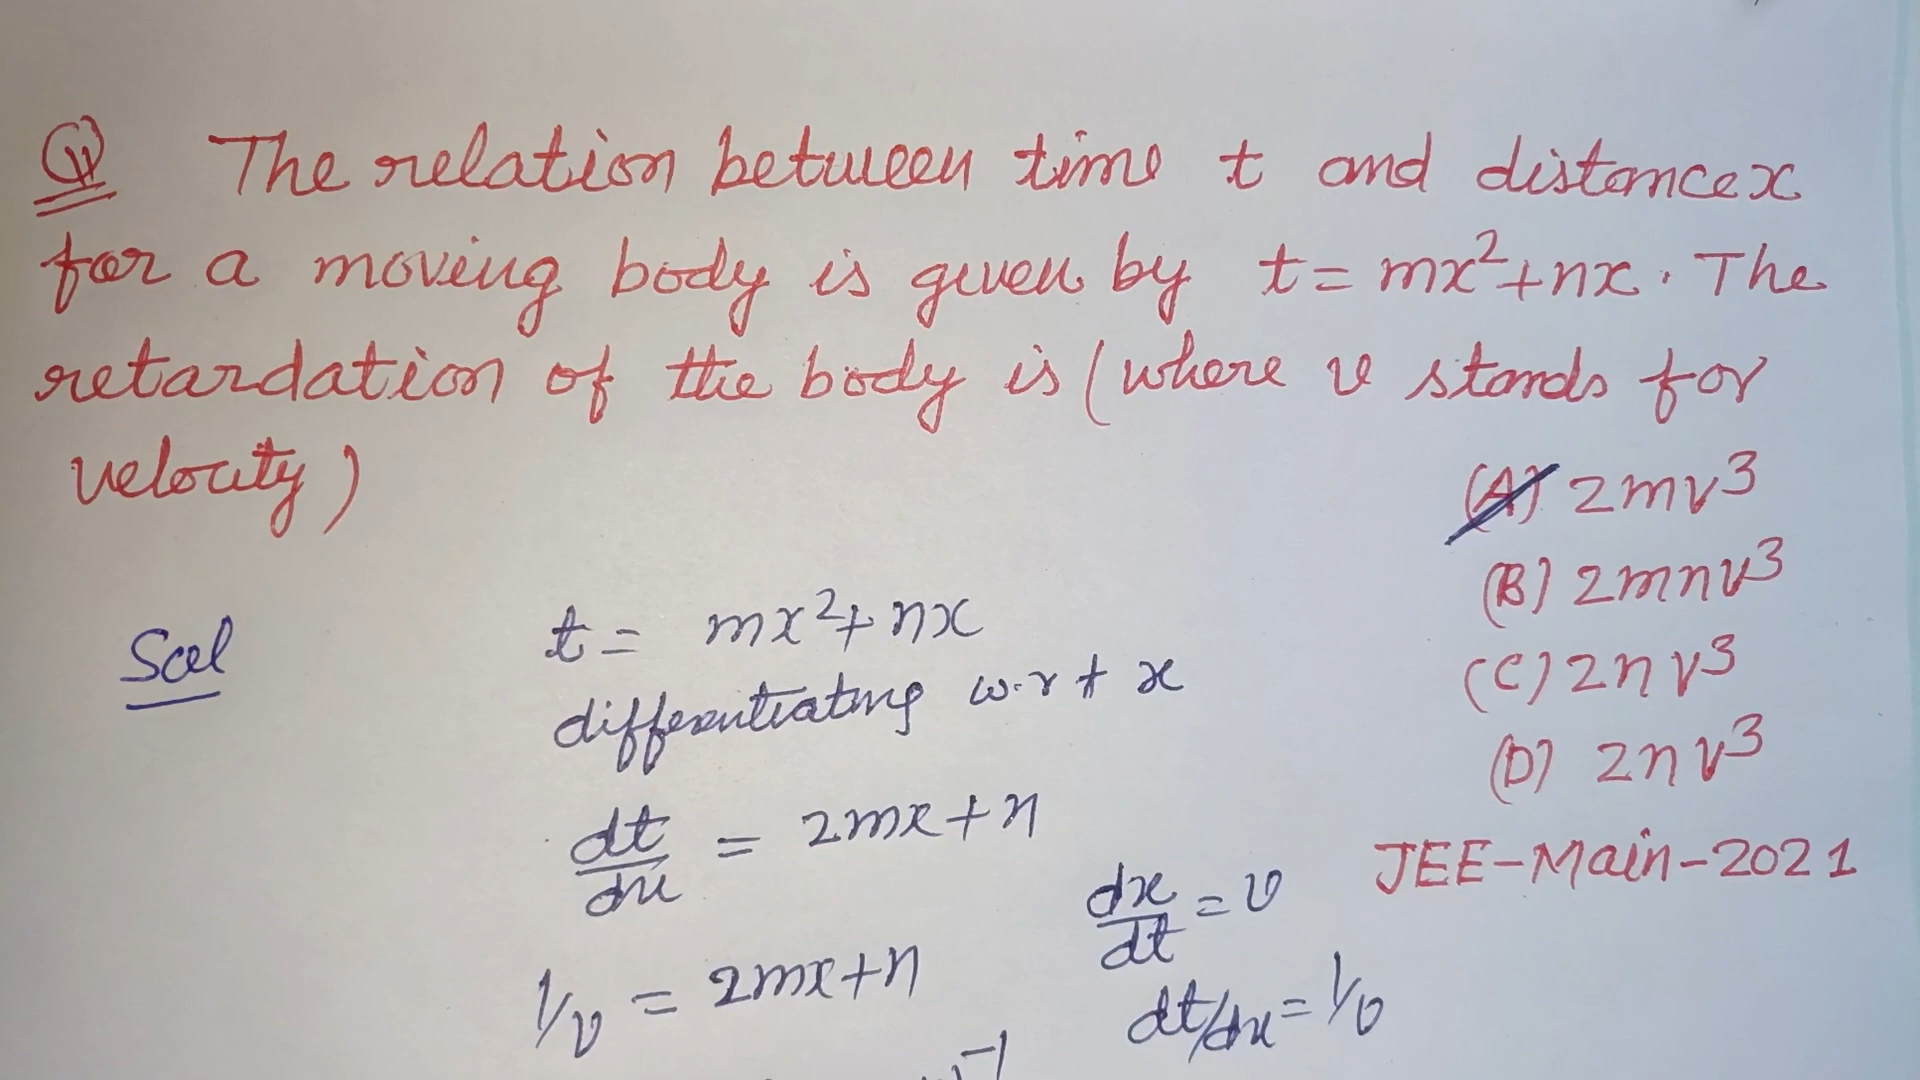 Q The relation between time t and distance x
for a moving body is given by t = mx²+nx. The
retardation of the body is (where v stands for
velocity)
(A) 2mv³
(B) 2mnv³
(C) 2nv³
(D) 2nv³
JEE-Main-2021
Sol
t = mx²+nx
differentiating w.r.t x
dt/dx = 2mx+n
dx/dt = v
1/v = 2mx+n
dt/dx = 1/v